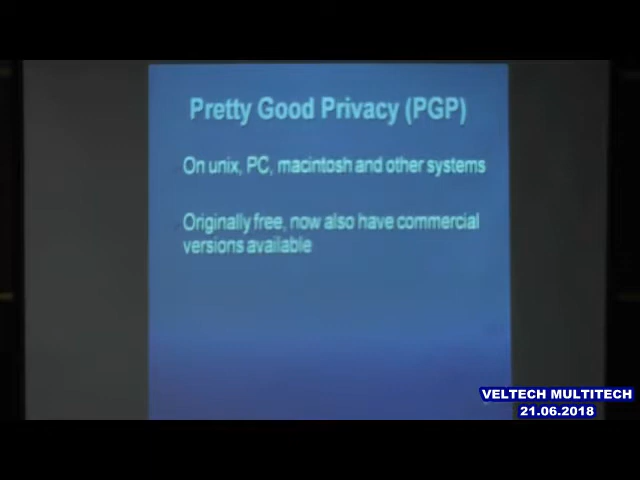 Pretty Good Privacy (PGP)
On unix, PC, macintosh and other systems
Originally free, now also have commercial
versions available
VELTECH MULTITECH
21.06.2018